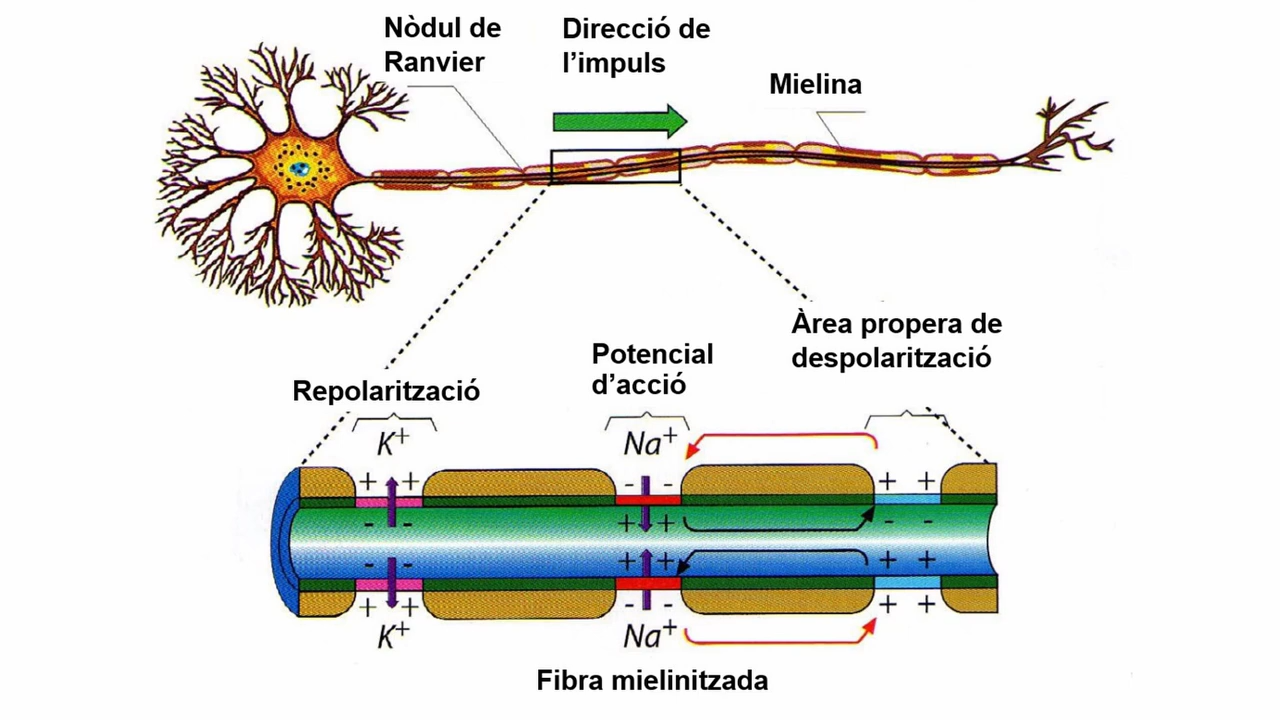 Nòdul de
Ranvier
Direcció de
l’impuls
Mielina
Àrea propera de
despolarització
Potencial
d’acció
Repolarització
K+
Na+
+ +
- -
+ +
- -
+ +
- -
- -
+ +
+ +
+ +
- -
+ +
K+
Na+
Fibra mielinitzada